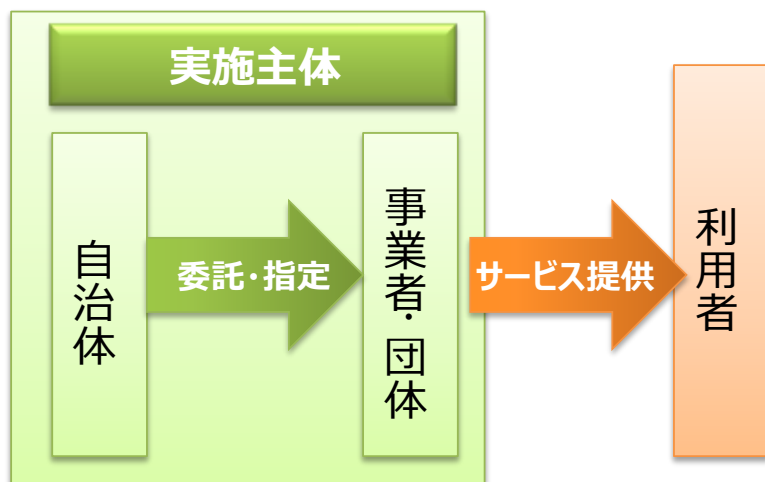 実施主体
自治体
委託・指定
事業者・団体
サービス提供
利用者